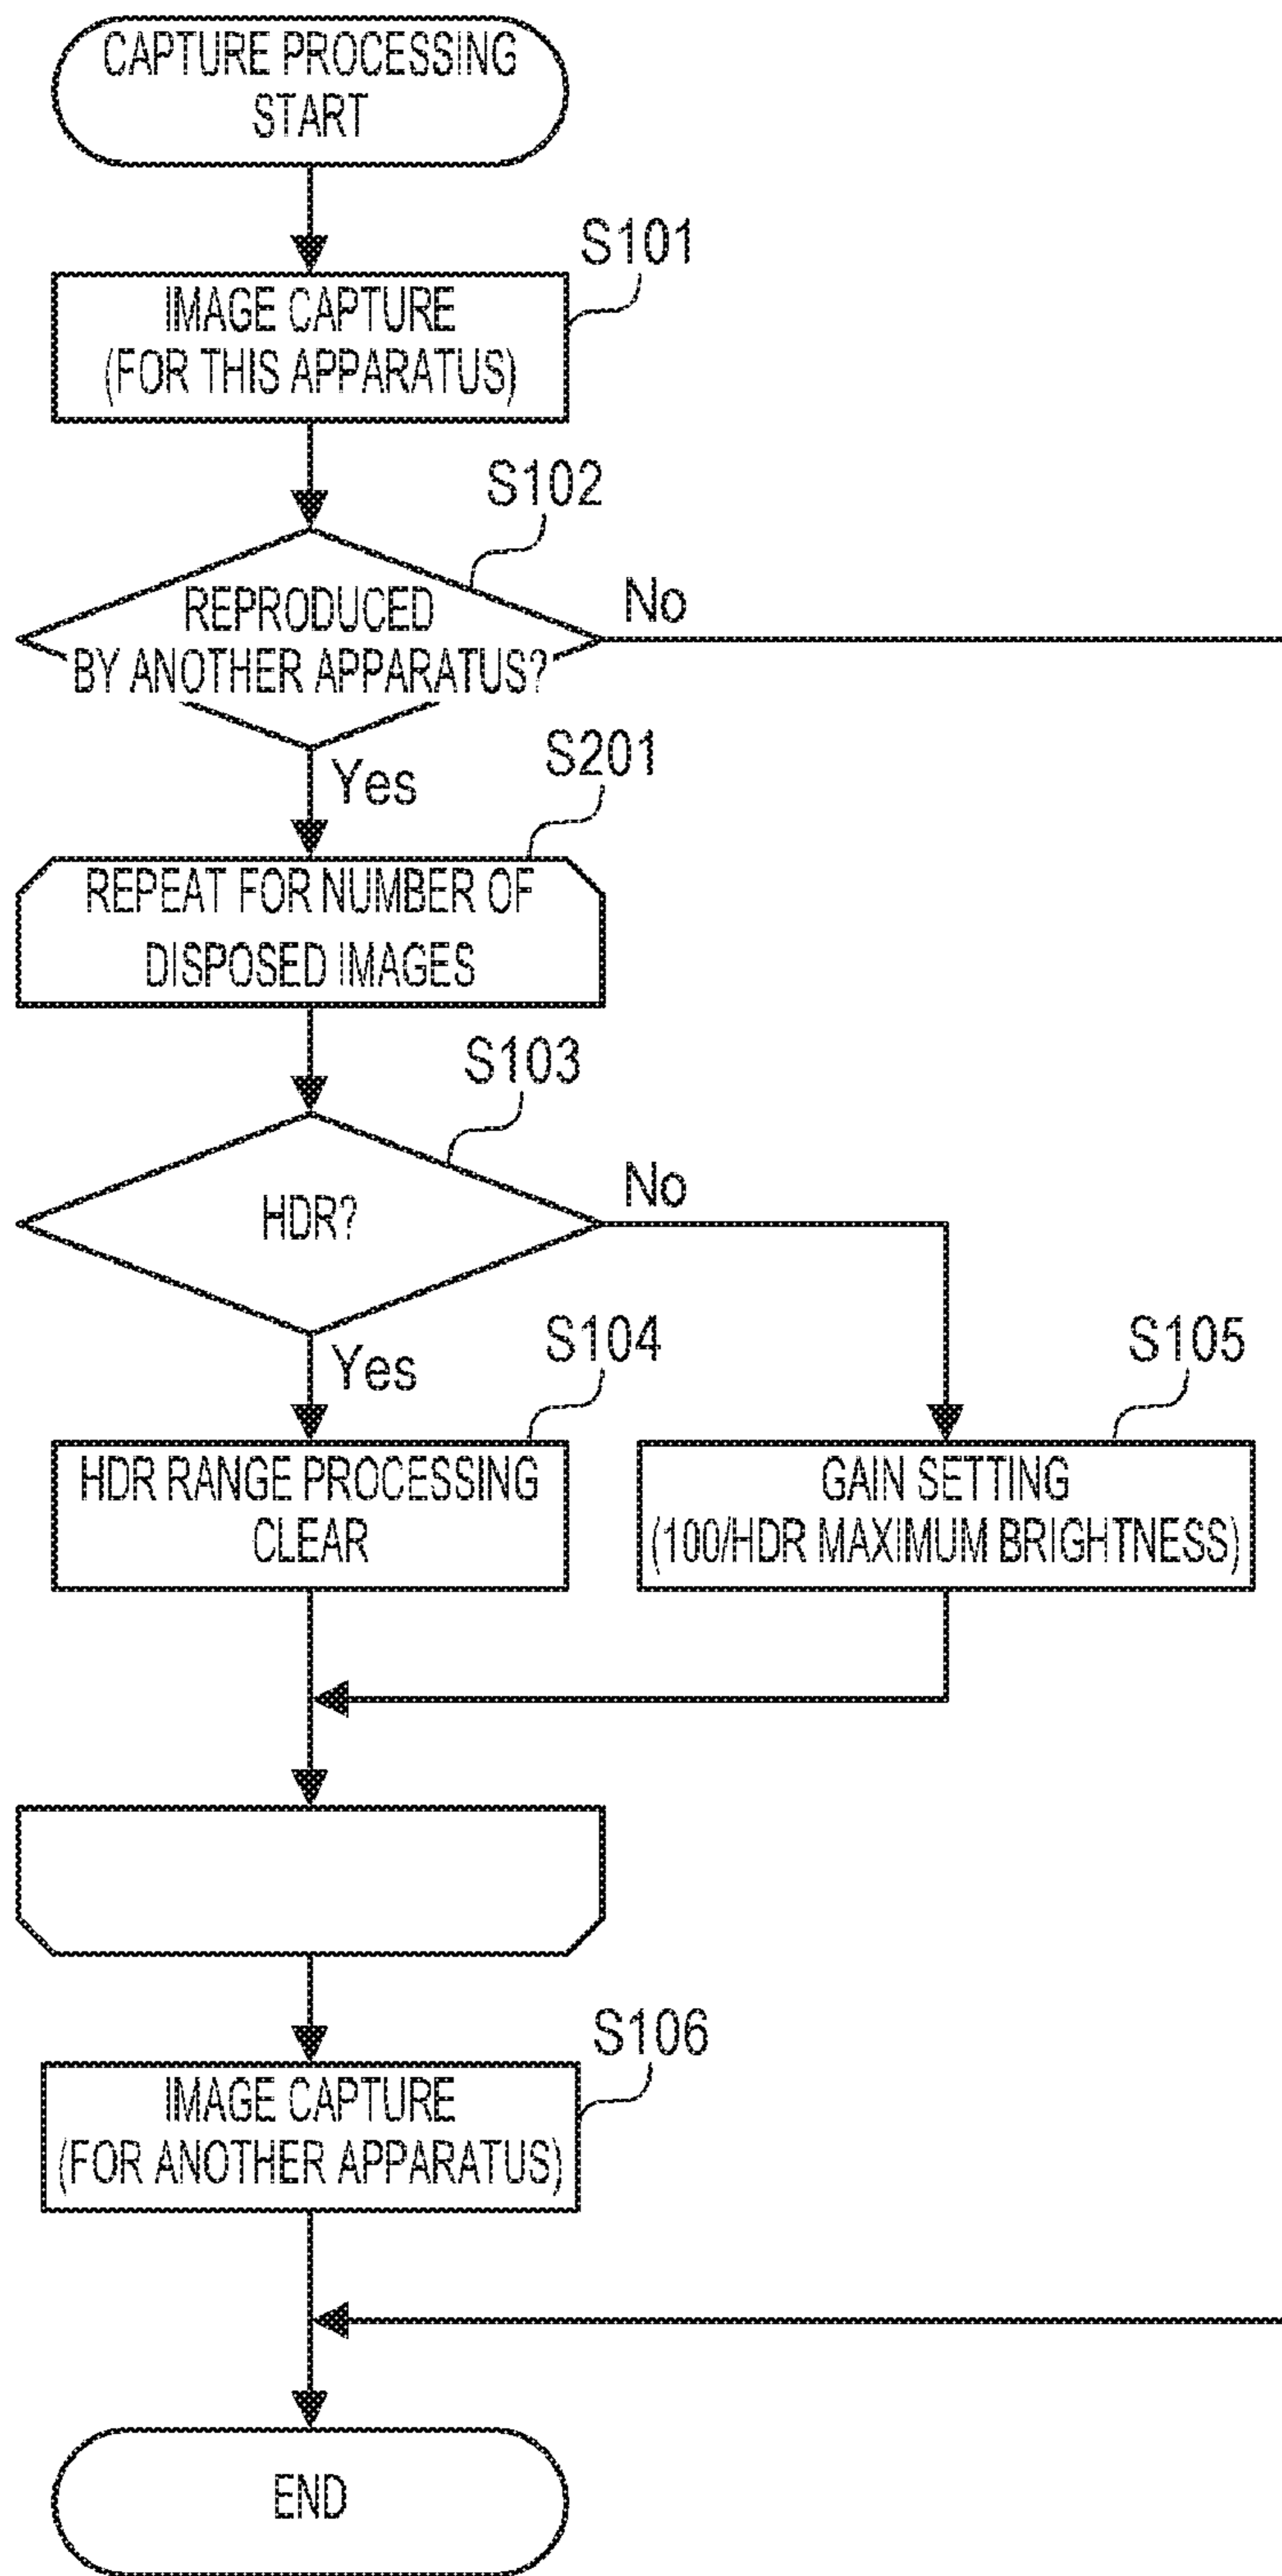 CAPTURE PROCESSING
START
S101
IMAGE CAPTURE
(FOR THIS APPARATUS)
S102
REPRODUCED
BY ANOTHER APPARATUS?
No
Yes
S201
REPEAT FOR NUMBER OF
DISPOSED IMAGES
S103
HDR?
No
Yes
S104
HDR RANGE PROCESSING
CLEAR
S105
GAIN SETTING
(100/HDR MAXIMUM BRIGHTNESS)
S106
IMAGE CAPTURE
(FOR ANOTHER APPARATUS)
END